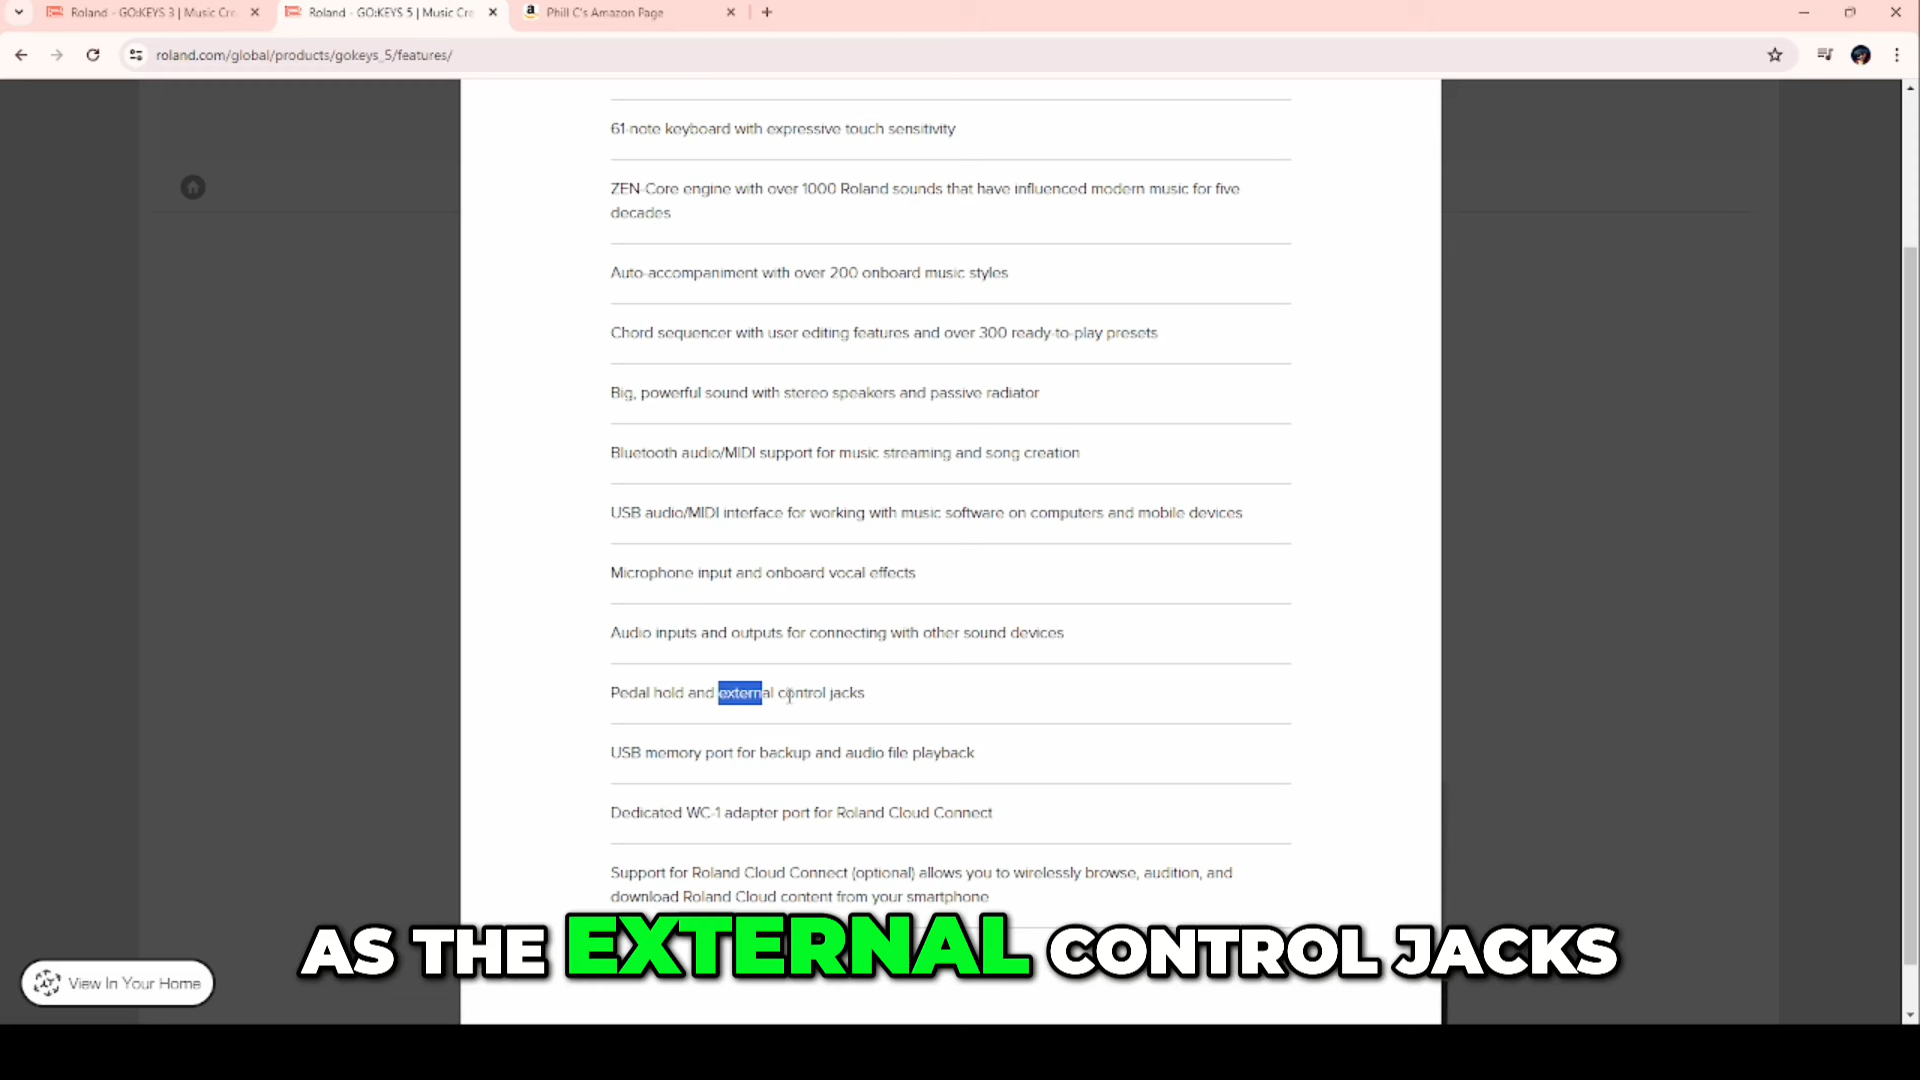 Roland - GO:KEYS 3 | Music Cre
Roland - GO:KEYS 5 | Music Cre
Phill C's Amazon Page
roland.com/global/products/gokeys_5/features/
61-note keyboard with expressive touch sensitivity
ZEN-Core engine with over 1000 Roland sounds that have influenced modern music for five
decades
Auto-accompaniment with over 200 onboard music styles
Chord sequencer with user editing features and over 300 ready-to-play presets
Big, powerful sound with stereo speakers and passive radiator
Bluetooth audio/MIDI support for music streaming and song creation
USB audio/MIDI interface for working with music software on computers and mobile devices
Microphone input and onboard vocal effects
Audio inputs and outputs for connecting with other sound devices
Pedal hold and external control jacks
USB memory port for backup and audio file playback
Dedicated WC-1 adapter port for Roland Cloud Connect
Support for Roland Cloud Connect (optional) allows you to wirelessly browse, audition, and
download Roland Cloud content from your smartphone
AS THE EXTERNAL CONTROL JACKS
View In Your Home